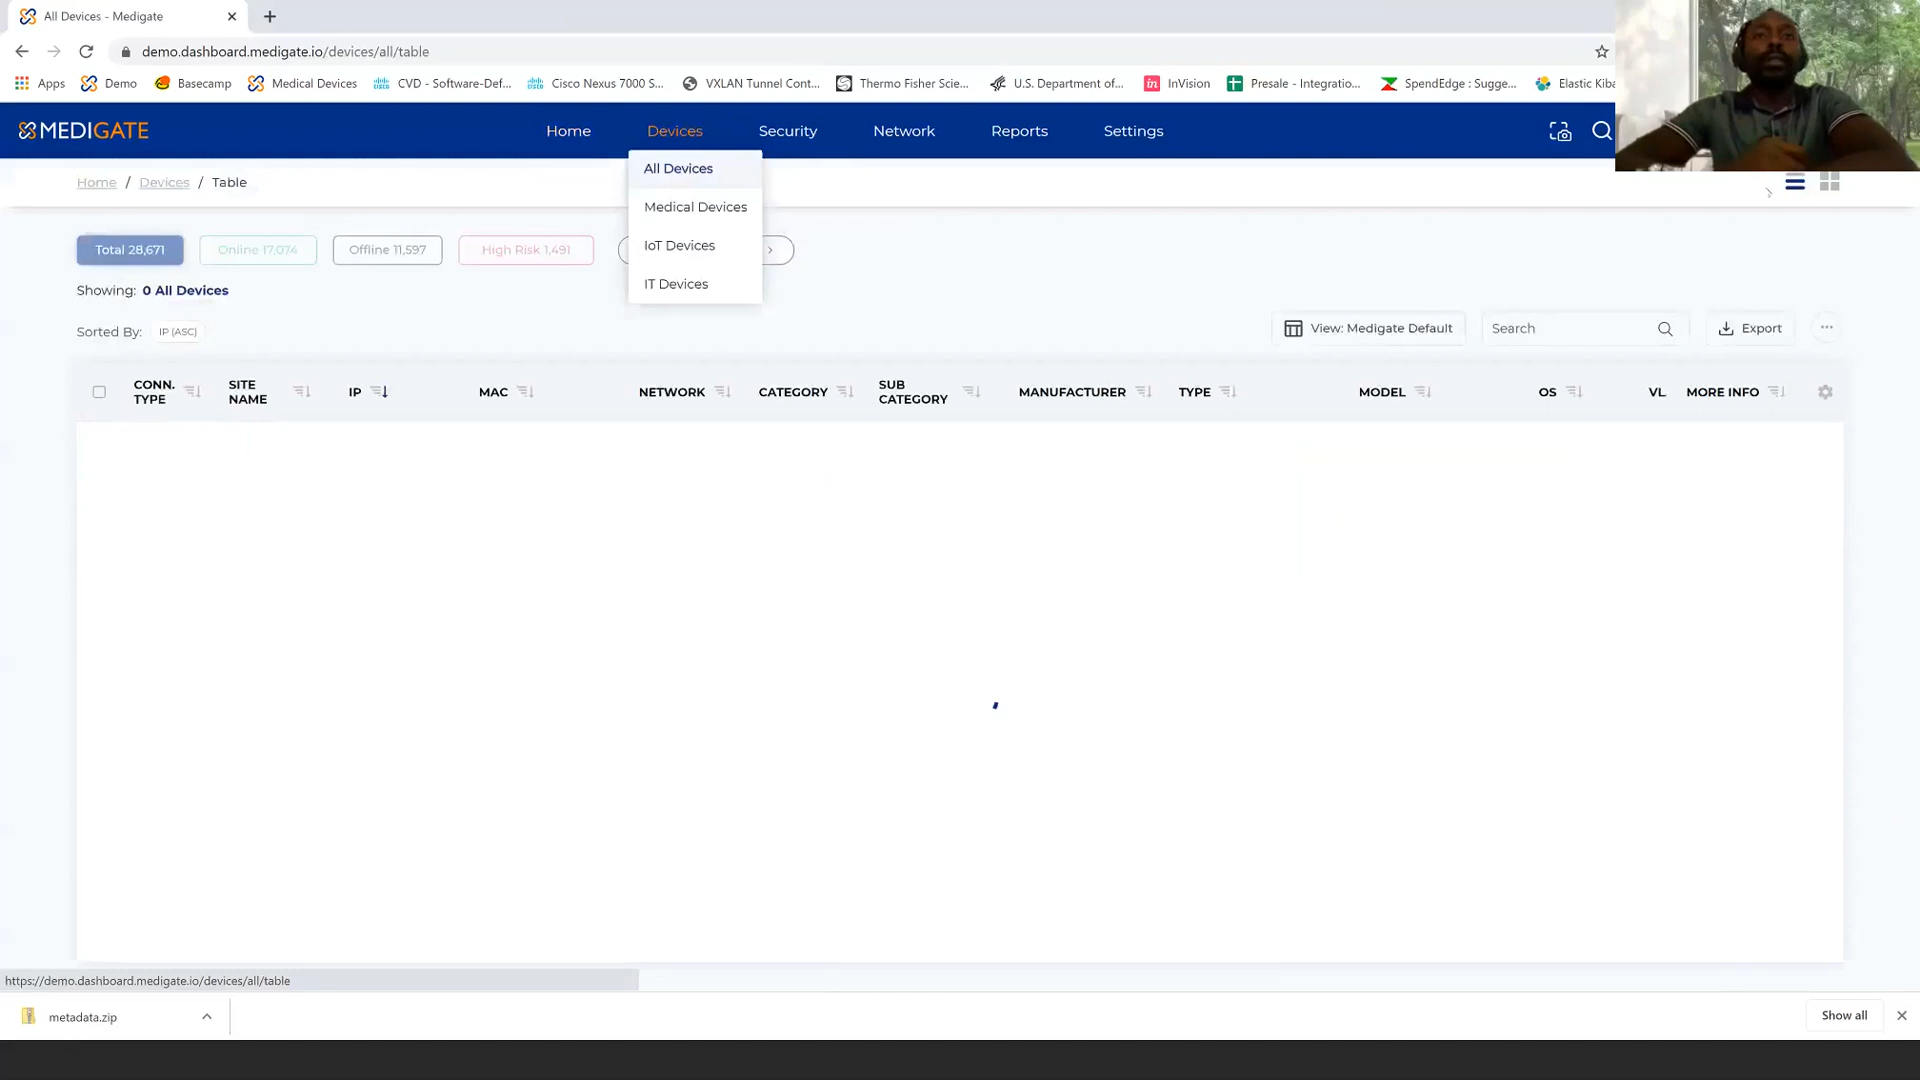 All Devices - Medigate
demo.dashboard.medigate.io/devices/all/table
Apps Demo Basecamp Medical Devices CVD - Software-Def... Cisco Nexus 7000 S... VXLAN Tunnel Cont... Thermo Fisher Scie... U.S. Department of... InVision Presale - Integratio... SpendEdge : Sugge... Elastic Kiba
MEDIGATE Home Devices Security Network Reports Settings
Home / Devices / Table
All Devices
Medical Devices
IoT Devices
IT Devices
Total 28,671 Online 17,074 Offline 11,597 High Risk 1,491
Showing: 0 All Devices
Sorted By: IP (ASC) View: Medigate Default Search Export
CONN. TYPE SITE NAME IP MAC NETWORK CATEGORY SUB CATEGORY MANUFACTURER TYPE MODEL OS VL MORE INFO
https://demo.dashboard.medigate.io/devices/all/table
metadata.zip Show all